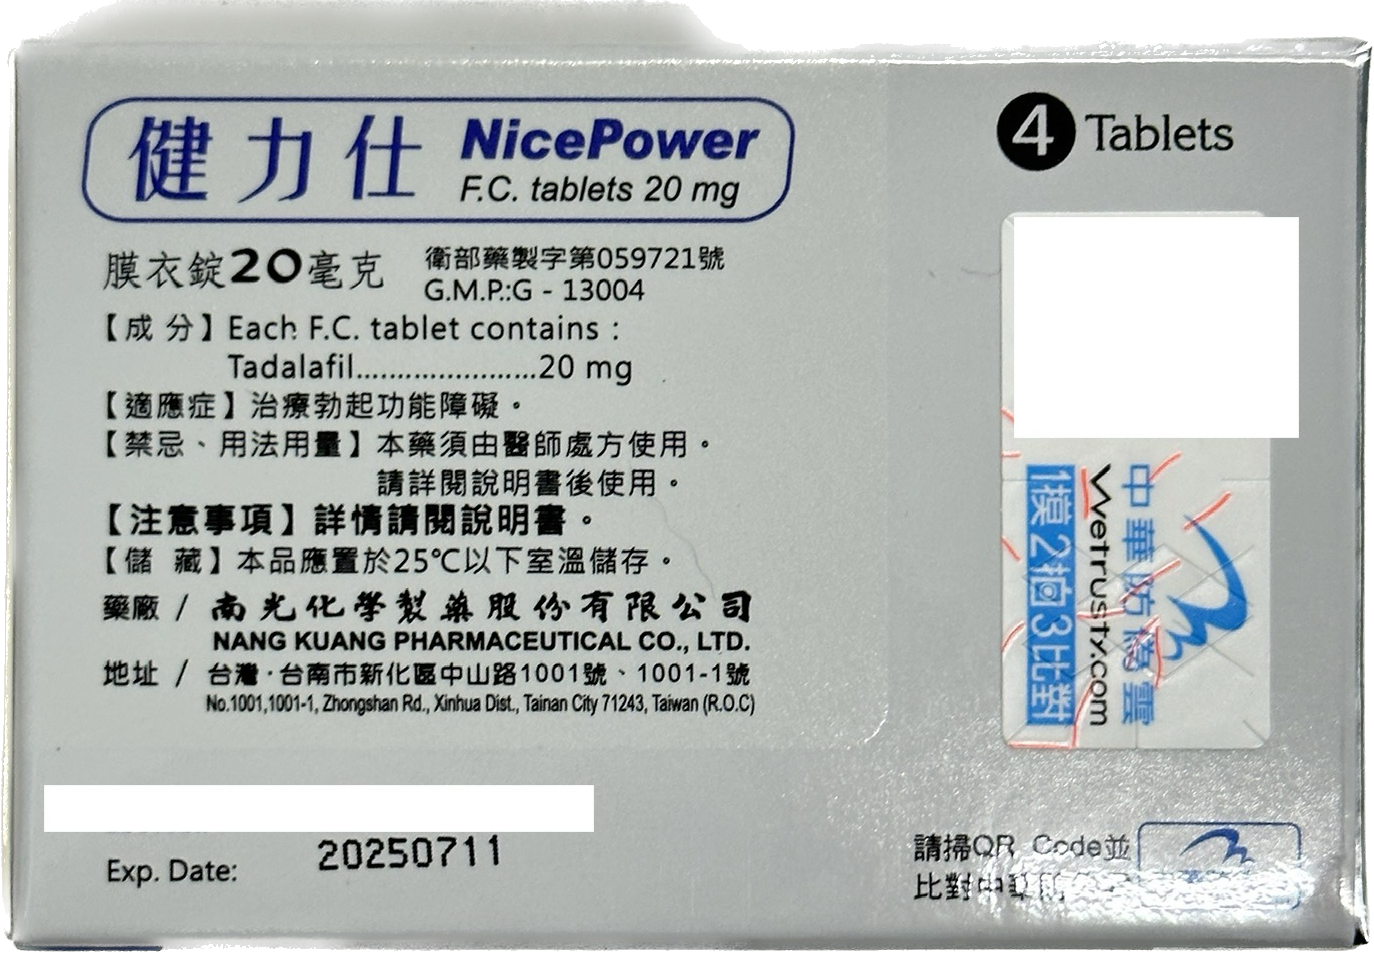 健力仕 NicePower
F.C. tablets 20 mg
4 Tablets
膜衣錠20毫克
衛部藥製字第059721號
G.M.P.:G - 13004
【成 分】Each F.C. tablet contains :
Tadalafil......................20 mg
【適應症】治療勃起功能障礙。
【禁忌、用法用量】本藥須由醫師處方使用。
請詳閱說明書後使用。
【注意事項】詳情請閱說明書。
【儲 藏】本品應置於25℃以下室溫儲存。
藥廠 / 南光化學製藥股份有限公司
NANG KUANG PHARMACEUTICAL CO., LTD.
地址 / 台灣·台南市新化區中山路1001號、1001-1號
No.1001,1001-1, Zhongshan Rd., Xinhua Dist., Tainan City 71243, Taiwan (R.O.C)
Exp. Date: 20250711
中華防偽雲
Wetrustx.com
1摸2掃3比對
請掃QR Code並
比對中華防